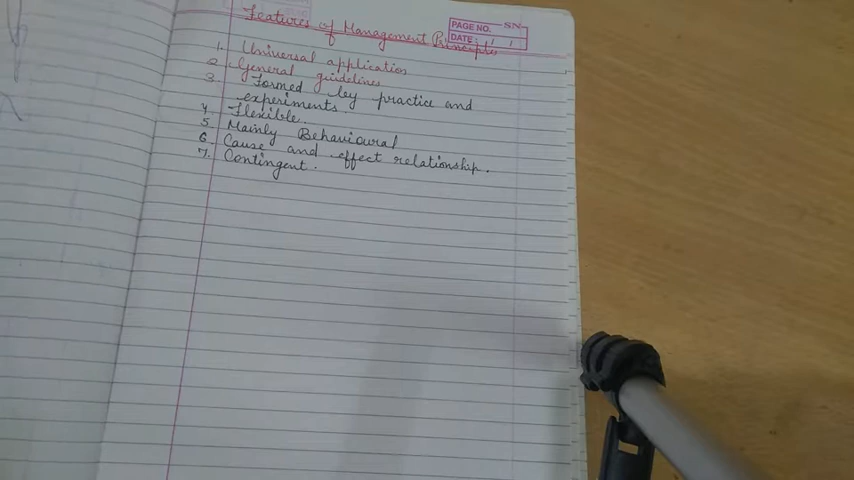 Features of Management Principles
PAGE NO.
SN
DATE: / /
1. Universal application
2. General guidelines
3. Formed by practice and
experiments.
4. Flexible.
5. Mainly Behavioural
6. Cause and effect relationship.
7. Contingent.